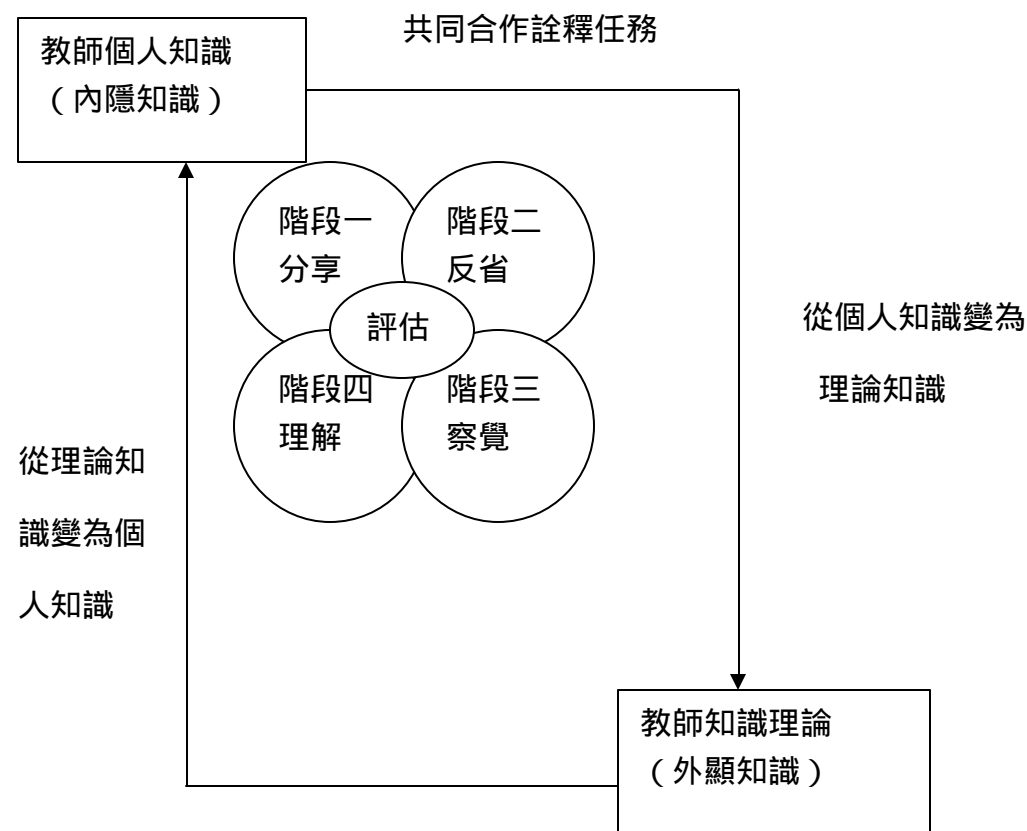 共同合作詮釋任務
教師個人知識
（內隱知識）
階段一
分享
階段二
反省
評估
階段四
理解
階段三
察覺
從個人知識變為
理論知識
從理論知
識變為個
人知識
教師知識理論
（外顯知識）